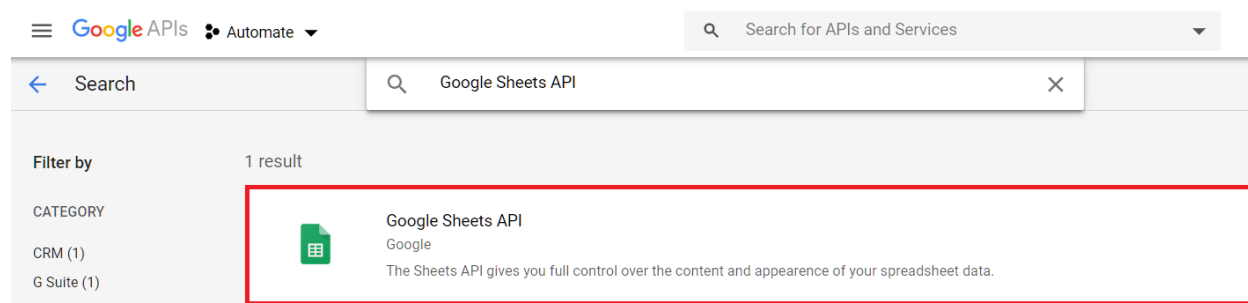 Google APIs Automate Search for APIs and Services
Search Google Sheets API
Filter by 1 result
CATEGORY
Google Sheets API
Google
CRM (1)
The Sheets API gives you full control over the content and appearence of your spreadsheet data.
G Suite (1)